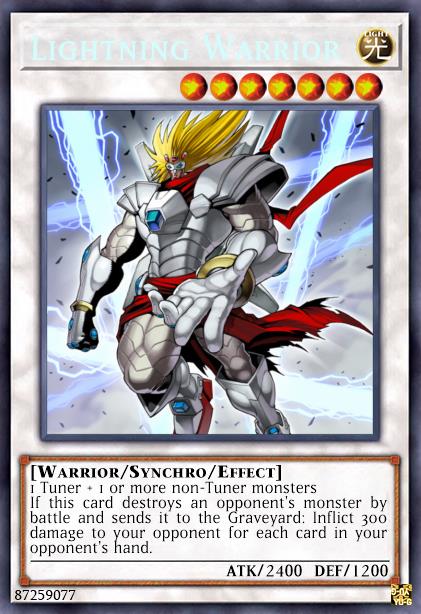 Lightning Warrior
LIGHT
光
[Warrior/Synchro/Effect]
1 Tuner + 1 or more non-Tuner monsters
If this card destroys an opponent's monster by
battle and sends it to the Graveyard: Inflict 300
damage to your opponent for each card in your
opponent's hand.
ATK/2400 DEF/1200
87259077